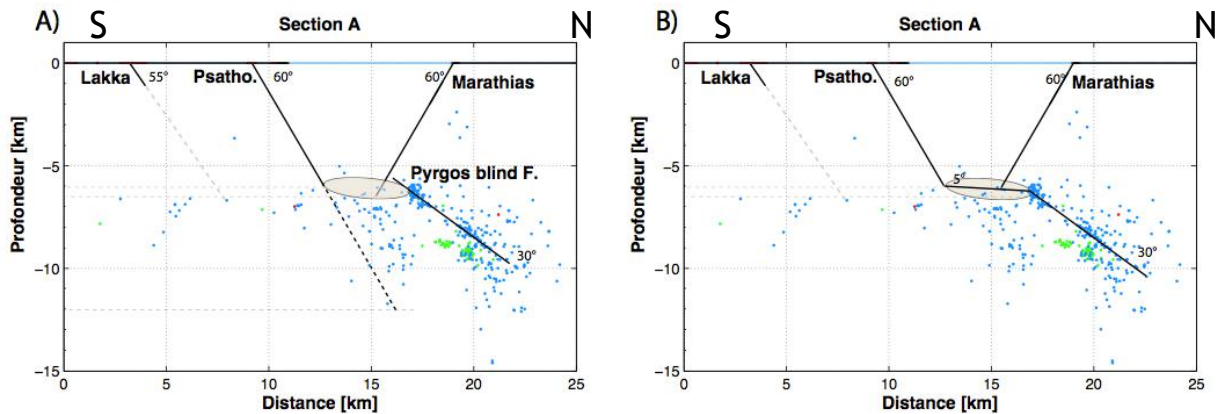 A) S Section A N
0
Lakka 55° Psatho. 60° 60° Marathias
Profondeur [km]
−5
Pyrgos blind F.
−10
30°
−15
0 5 10 15 20 25
Distance [km]
B) S Section A N
0
Lakka Psatho. 60° 60° Marathias
Profondeur [km]
−5
5°
−10
30°
−15
0 5 10 15 20 25
Distance [km]